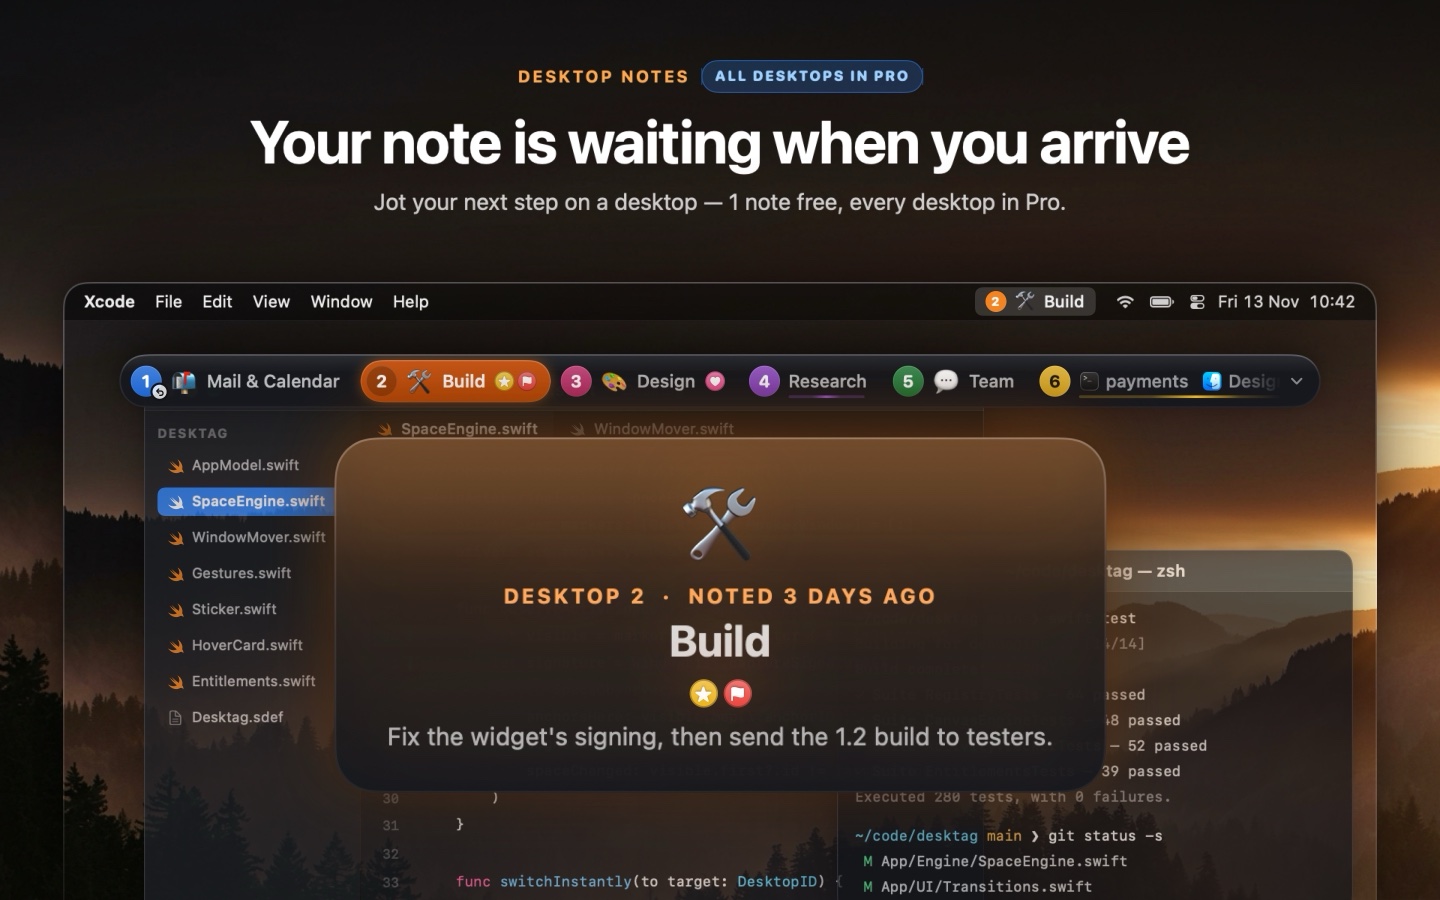 DESKTOP NOTES ALL DESKTOPS IN PRO
Your note is waiting when you arrive
Jot your next step on a desktop — 1 note free, every desktop in Pro.
Xcode File Edit View Window Help 2 Build Fri 13 Nov 10:42
1 Mail & Calendar 2 Build 3 Design 4 Research 5 Team 6 payments Desig
DESKTAG
SpaceEngine.swift WindowMover.swift
AppModel.swift
SpaceEngine.swift
WindowMover.swift
Gestures.swift
Sticker.swift
HoverCard.swift
Entitlements.swift
Desktag.sdef
DESKTOP 2 · NOTED 3 DAYS AGO
Build
Fix the widget's signing, then send the 1.2 build to testers.
tag — zsh
/14]
48 passed
— 52 passed
39 passed
Executed 280 tests, with 0 failures.
~/code/desktag main ❯ git status -s
M App/Engine/SpaceEngine.swift
M App/UI/Transitions.swift
30 )
31 }
32
33 func switchInstantly(to target: DesktopID) {